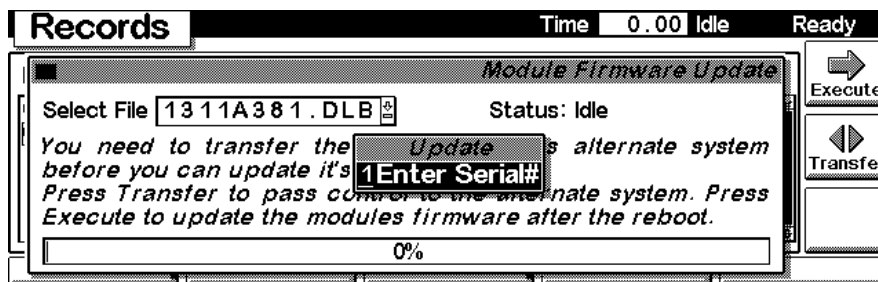 Records
Time 0.00 Idle Ready
Module Firmware Update
Execute
Select File 1311A381.DLB Status: Idle
You need to transfer the s alternate system
Update
before you can update it's
1 Enter Serial#
Transfe
Press Transfer to pass to the alternate system. Press
Execute to update the modules firmware after the reboot.
0%